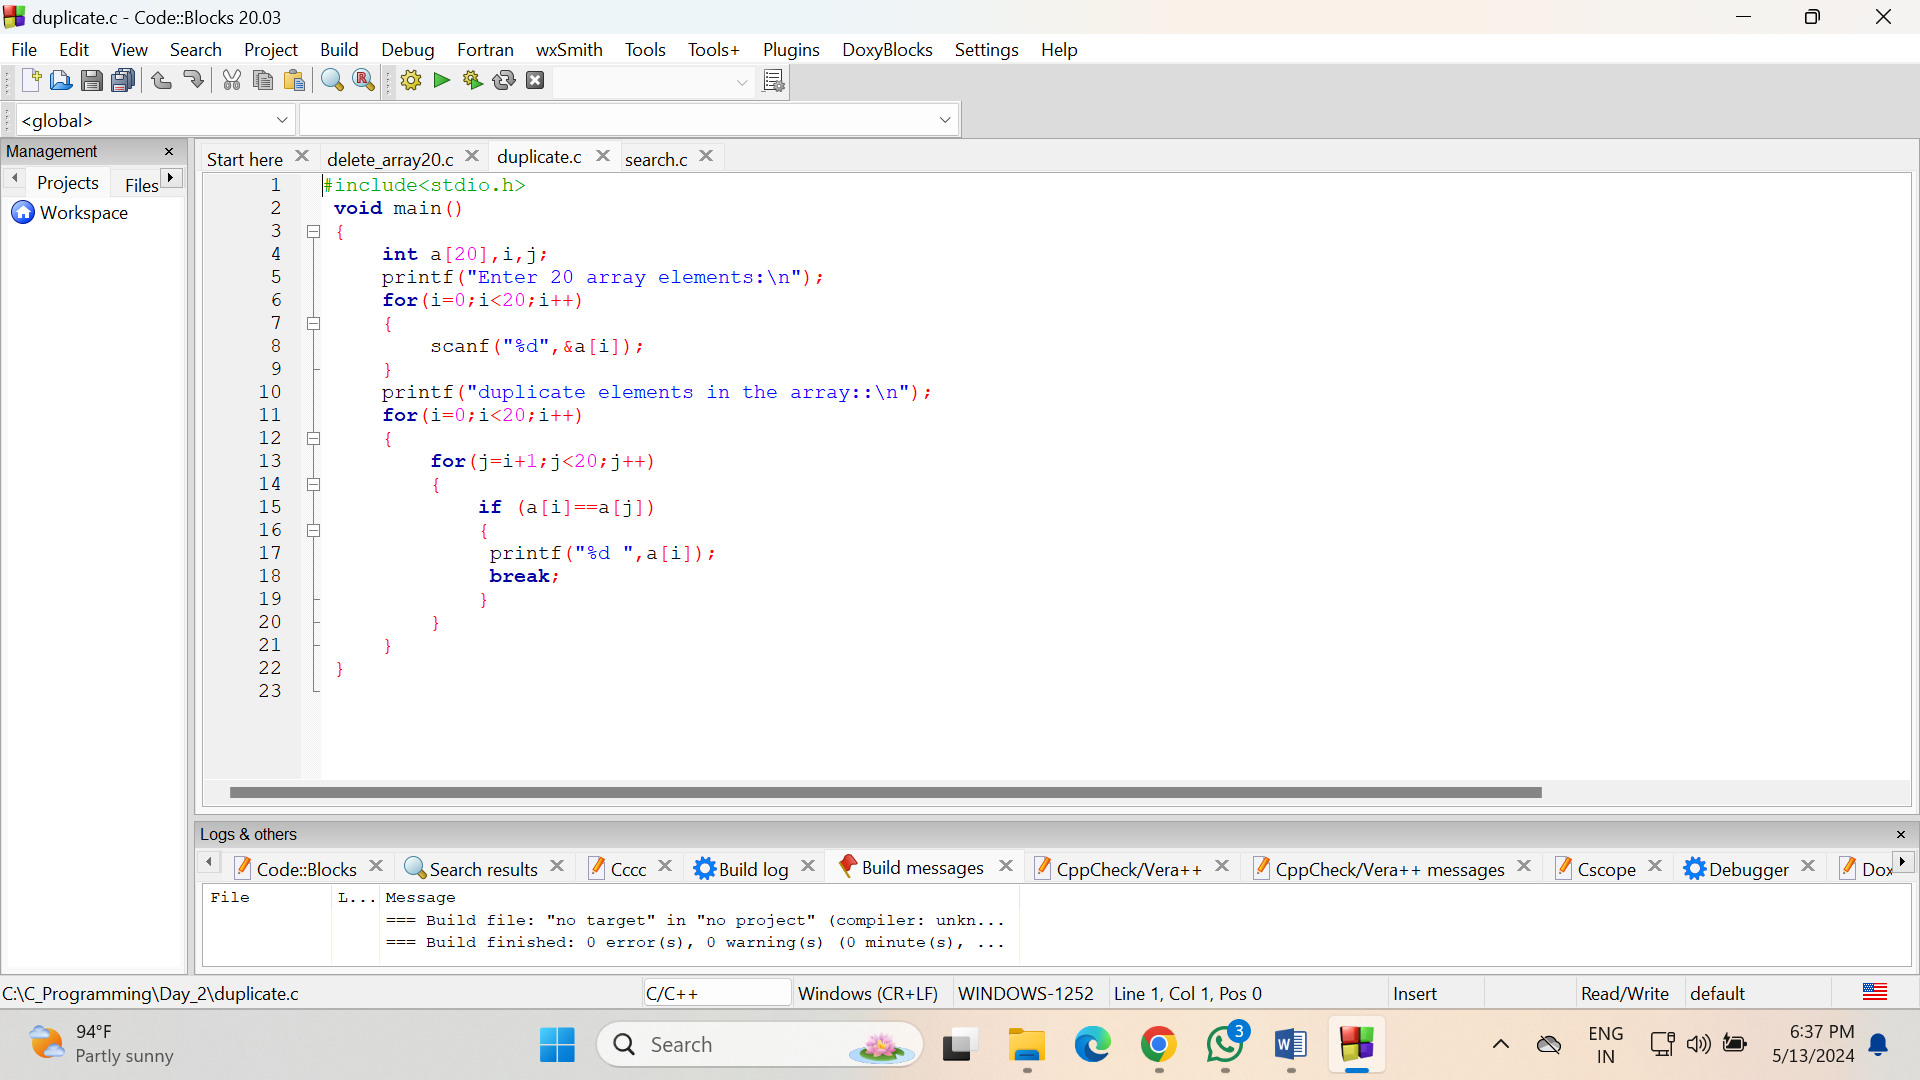 duplicate.c - Code::Blocks 20.03
File Edit View Search Project Build Debug Fortran wxSmith Tools Tools+ Plugins DoxyBlocks Settings Help
<global>
Management
Projects Files
Workspace
Start here delete_array20.c duplicate.c search.c
1 #include<stdio.h>
2 void main()
3 {
4 int a[20],i,j;
5 printf("Enter 20 array elements:\n");
6 for(i=0;i<20;i++)
7 {
8 scanf("%d",&a[i]);
9 }
10 printf("duplicate elements in the array::\n");
11 for(i=0;i<20;i++)
12 {
13 for(j=i+1;j<20;j++)
14 {
15 if (a[i]==a[j])
16 {
17 printf("%d ",a[i]);
18 break;
19 }
20 }
21 }
22 }
23
Logs & others
Code::Blocks Search results Cccc Build log Build messages CppCheck/Vera++ CppCheck/Vera++ messages Cscope Debugger Dox
File L... Message
=== Build file: "no target" in "no project" (compiler: unkn...
=== Build finished: 0 error(s), 0 warning(s) (0 minute(s), ...
C:\C_Programming\Day_2\duplicate.c C/C++ Windows (CR+LF) WINDOWS-1252 Line 1, Col 1, Pos 0 Insert Read/Write default
94°F
Partly sunny
Search
3
ENG
IN
6:37 PM
5/13/2024